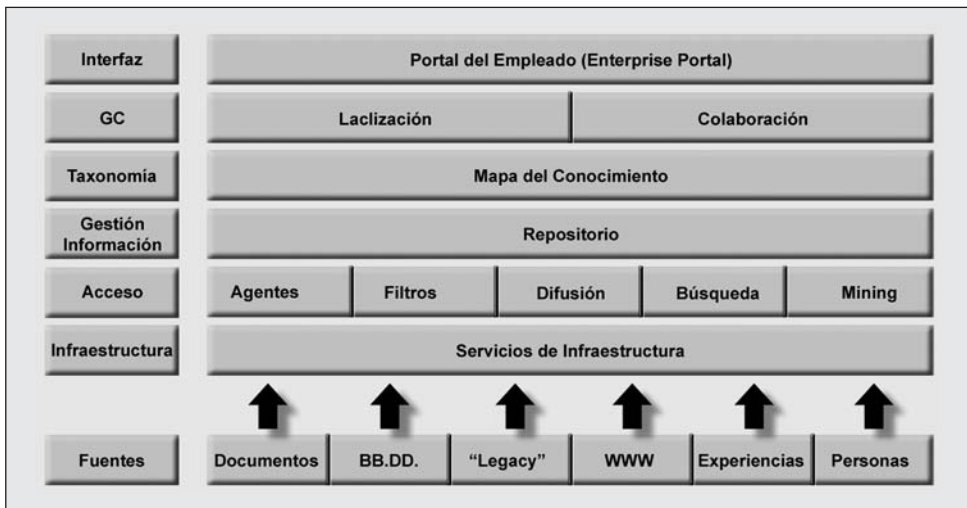 Interfaz
Portal del Empleado (Enterprise Portal)
GC
Laclización
Colaboración
Taxonomía
Mapa del Conocimiento
Gestión
Información
Repositorio
Acceso
Agentes
Filtros
Difusión
Búsqueda
Mining
Infraestructura
Servicios de Infraestructura
Fuentes
Documentos
BB.DD.
“Legacy”
WWW
Experiencias
Personas